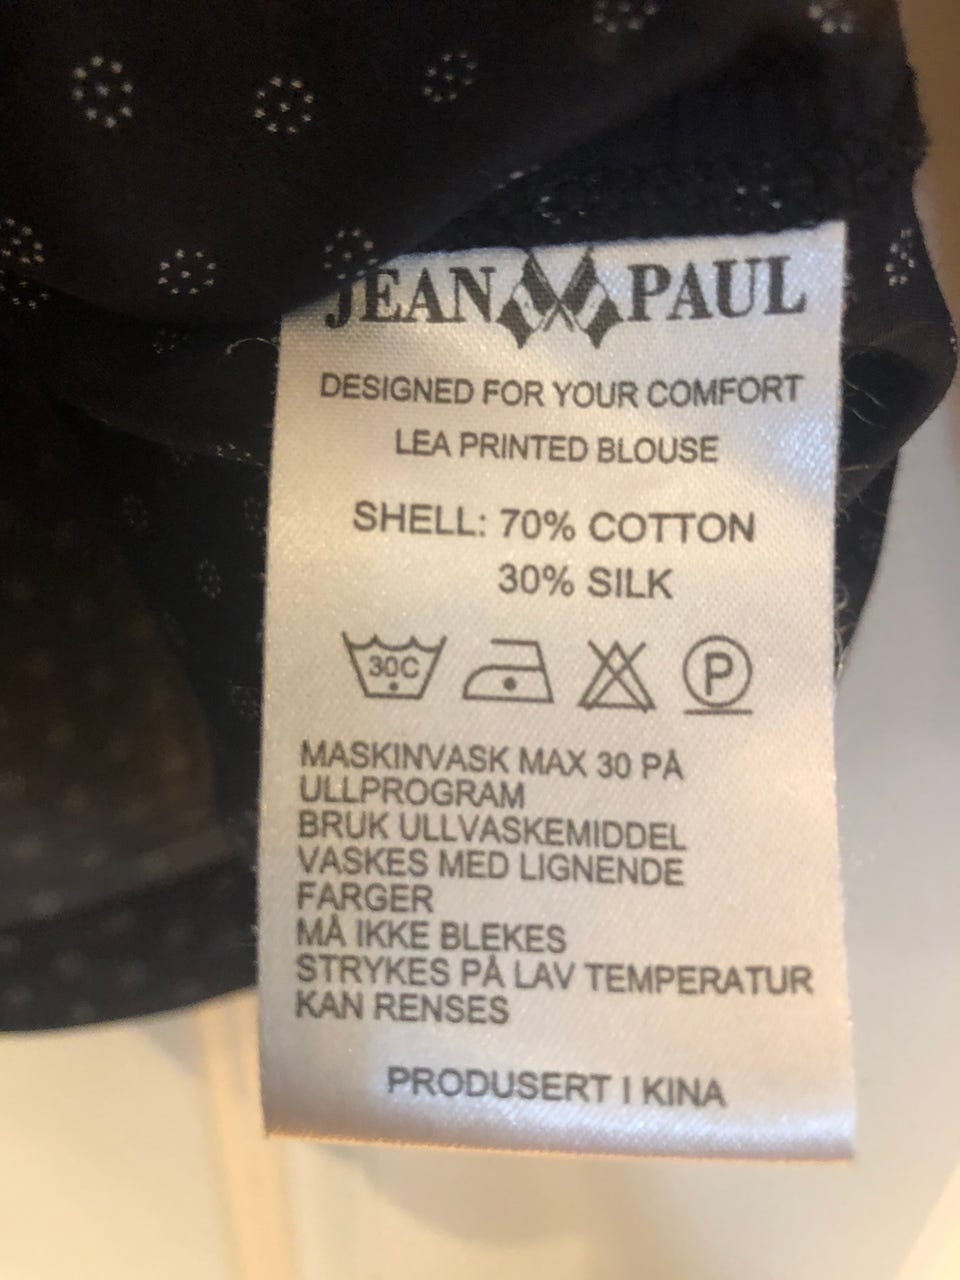 JEAN PAUL
DESIGNED FOR YOUR COMFORT
LEA PRINTED BLOUSE
SHELL: 70% COTTON
30% SILK
30C P
MASKINVASK MAX 30 PÅ
ULLPROGRAM
BRUK ULLVASKEMIDDEL
VASKES MED LIGNENDE
FARGER
MÅ IKKE BLEKES
STRYKES PÅ LAV TEMPERATUR
KAN RENSES
PRODUSERT I KINA